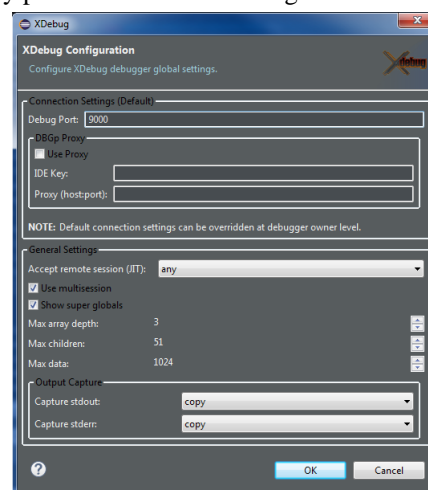 XDebug
XDebug Configuration
Configure XDebug debugger global settings.
Xdebug
Connection Settings (Default)
Debug Port: 9000
DBGp Proxy
Use Proxy
IDE Key:
Proxy (host:port):
NOTE: Default connection settings can be overridden at debugger owner level.
General Settings
Accept remote session (JIT): any
Use multisession
Show super globals
Max array depth: 3
Max children: 51
Max data: 1024
Output Capture
Capture stdout: copy
Capture stderr: copy
? OK Cancel